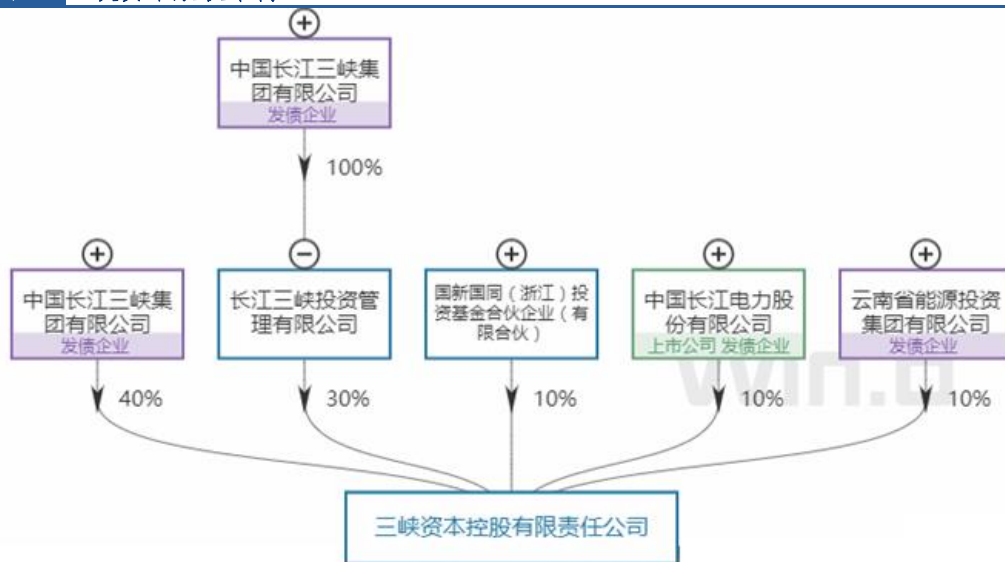 中国长江三峡集
团有限公司
发债企业
100%
中国长江三峡集
团有限公司
发债企业
长江三峡投资管
理有限公司
国新国同（浙江）投
资基金合伙企业（有
限合伙）
中国长江电力股
份有限公司
上市公司 发债企业
云南省能源投资
集团有限公司
发债企业
40%
30%
10%
10%
10%
三峡资本控股有限责任公司